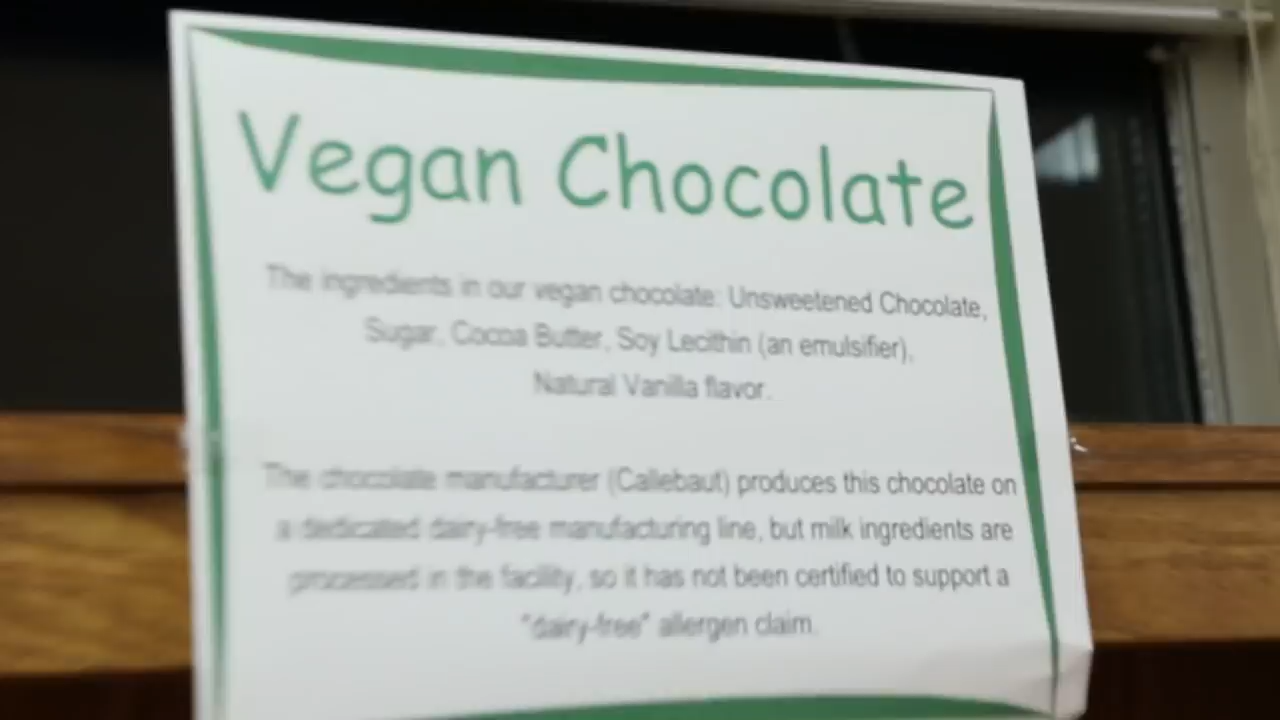 Vegan Chocolate
The ingredients in our vegan chocolate: Unsweetened Chocolate,
Sugar, Cocoa Butter, Soy Lecithin (an emulsifier),
Natural Vanilla flavor.
The chocolate manufacturer (Callebaut) produces this chocolate on
a dedicated dairy-free manufacturing line, but milk ingredients are
processed in the facility, so it has not been certified to support a
"dairy-free" allergen claim.